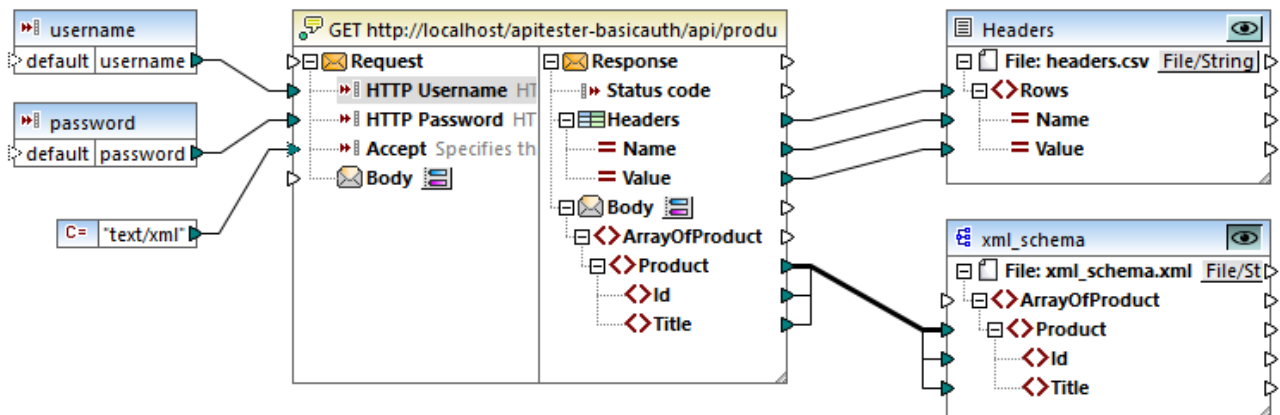 username
default username
password
default password
C= "text/xml"
GET http://localhost/apitester-basicauth/api/produ
Request
HTTP Username HT
HTTP Password HT
Accept Specifies th
Body
Response
Status code
Headers
Name
Value
Body
ArrayOfProduct
Product
Id
Title
Headers
File: headers.csv File/String
Rows
Name
Value
xml_schema
File: xml_schema.xml File/St
ArrayOfProduct
Product
Id
Title